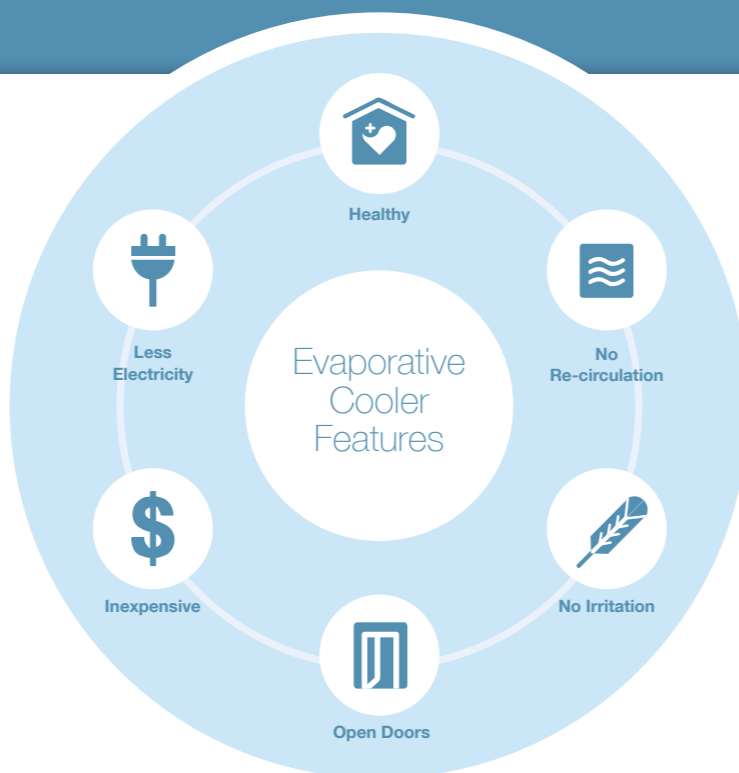 Healthy
Less
Electricity
No
Re-circulation
Evaporative
Cooler
Features
$
Inexpensive
No Irritation
Open Doors